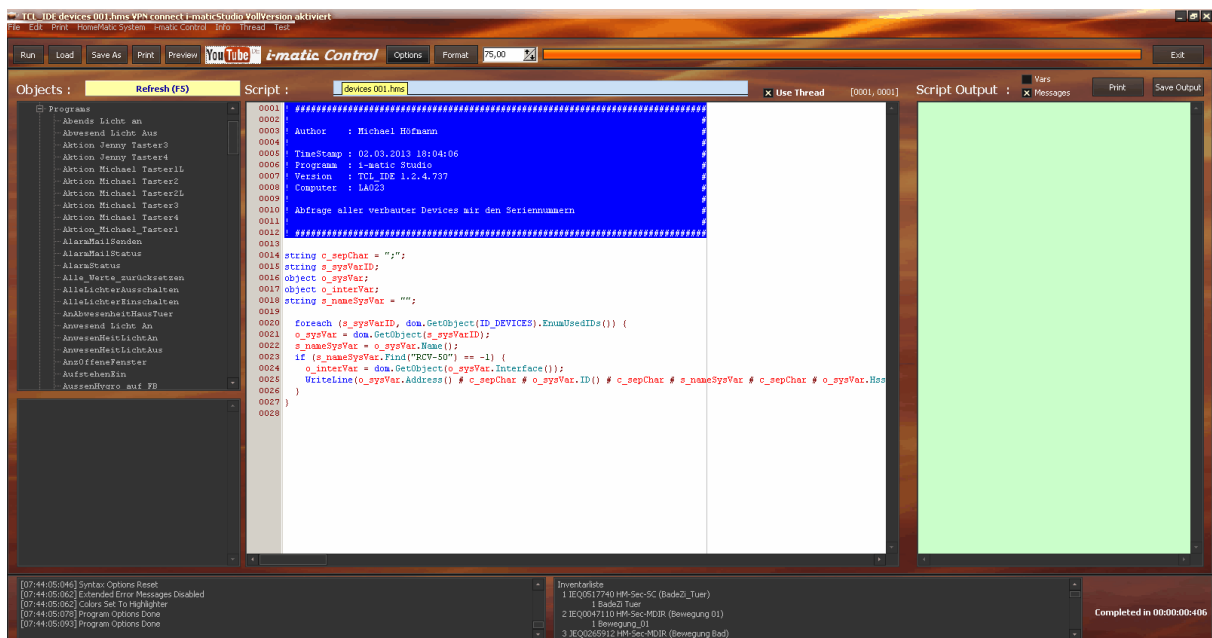 TCL_IDE devices 001.hms VPN connect i-maticStudio VollVersion aktiviert
File Edit Print HomeMatic System i-matic Control Info Thread Test
Run Load Save As Print Preview YouTube i-matic Control Options Format 75,00 Exit
Objects : Refresh (F5) Script : devices 001.hms Use Thread [0001, 0001] Script Output : Vars Messages Print Save Output
Programs
Abends Licht an
Abwesend Licht Aus
Aktion Jenny Taster3
Aktion Jenny Taster4
Aktion Michael Taster1L
Aktion Michael Taster2
Aktion Michael Taster2L
Aktion Michael Taster3
Aktion Michael Taster4
Aktion_Michael_Taster1
AlarmMailSenden
AlarmMailStatus
AlarmStatus
Alle_Werte_zurücksetzen
AlleLichterAusschalten
AlleLichterEinschalten
AnAbwesenheitHausTuer
Anwesend Licht An
AnwesenHeitLichtAn
AnwesenHeitLichtAus
AnzOffeneFenster
AufstehenEin
AussenHygro auf FB
0001 ! ######################################################################
0002 ! #
0003 ! Author : Michael Höfmann #
0004 ! #
0005 ! TimeStamp : 02.03.2013 18:04:06 #
0006 ! Programm : i-matic Studio #
0007 ! Version : TCL_IDE 1.2.4.737 #
0008 ! Computer : LA023 #
0009 ! #
0010 ! Abfrage aller verbauter Devices mir den Seriennummern #
0011 ! #
0012 ! ######################################################################
0013
0014 string c_sepChar = ";";
0015 string s_sysVarID;
0016 object o_sysVar;
0017 object o_interVar;
0018 string s_nameSysVar = "";
0019
0020 foreach (s_sysVarID, dom.GetObject(ID_DEVICES).EnumUsedIDs()) {
0021 o_sysVar = dom.GetObject(s_sysVarID);
0022 s_nameSysVar = o_sysVar.Name();
0023 if (s_nameSysVar.Find("RCV-50") == -1) {
0024 o_interVar = dom.GetObject(o_sysVar.Interface());
0025 WriteLine(o_sysVar.Address() # c_sepChar # o_sysVar.ID() # c_sepChar # s_nameSysVar # c_sepChar # o_sysVar.Hss
0026 }
0027 }
0028
[07:44:05:046] Syntax Options Reset
[07:44:05:062] Extended Error Messages Disabled
[07:44:05:062] Colors Set To Highlighter
[07:44:05:078] Program Options Done
[07:44:05:093] Program Options Done
Inventarliste
1 IEQ0517740 HM-Sec-SC (BadeZi_Tuer)
1 BadeZi Tuer
2 IEQ0047110 HM-Sec-MDIR (Bewegung 01)
1 Bewegung_01
3 JEQ0265912 HM-Sec-MDIR (Bewegung Bad)
Completed in 00:00:00:406